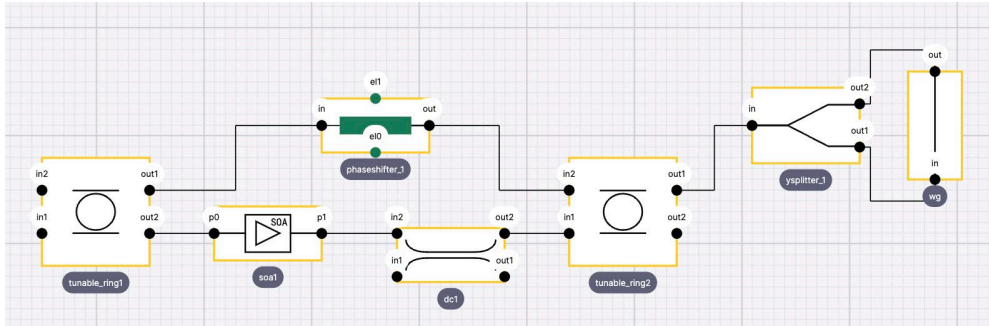 el1
in
out
el0
phaseshifter_1
in2
out1
in1
out2
tunable_ring1
p0
SOA
p1
soa1
in2
out2
in1
out1
dc1
in2
out1
in1
out2
tunable_ring2
in
out2
out1
ysplitter_1
out
in
wg